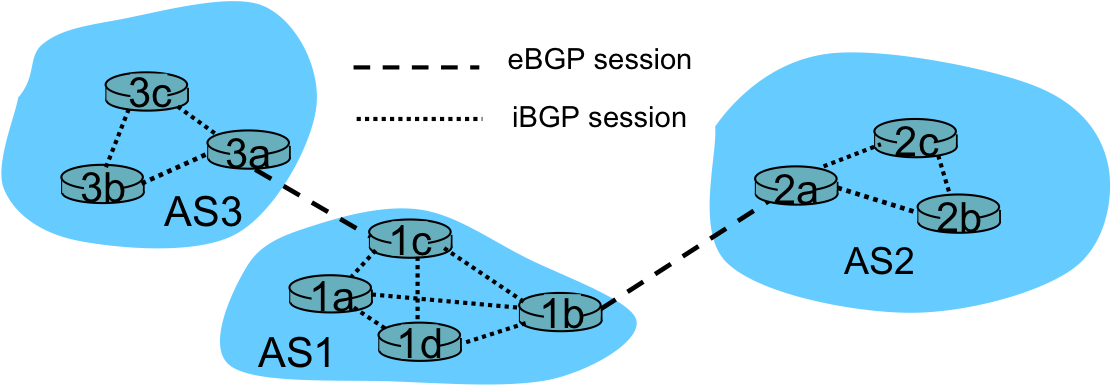 eBGP session
iBGP session
3c
3a
3b
AS3
2c
2a
2b
AS2
1c
1a
1b
1d
AS1